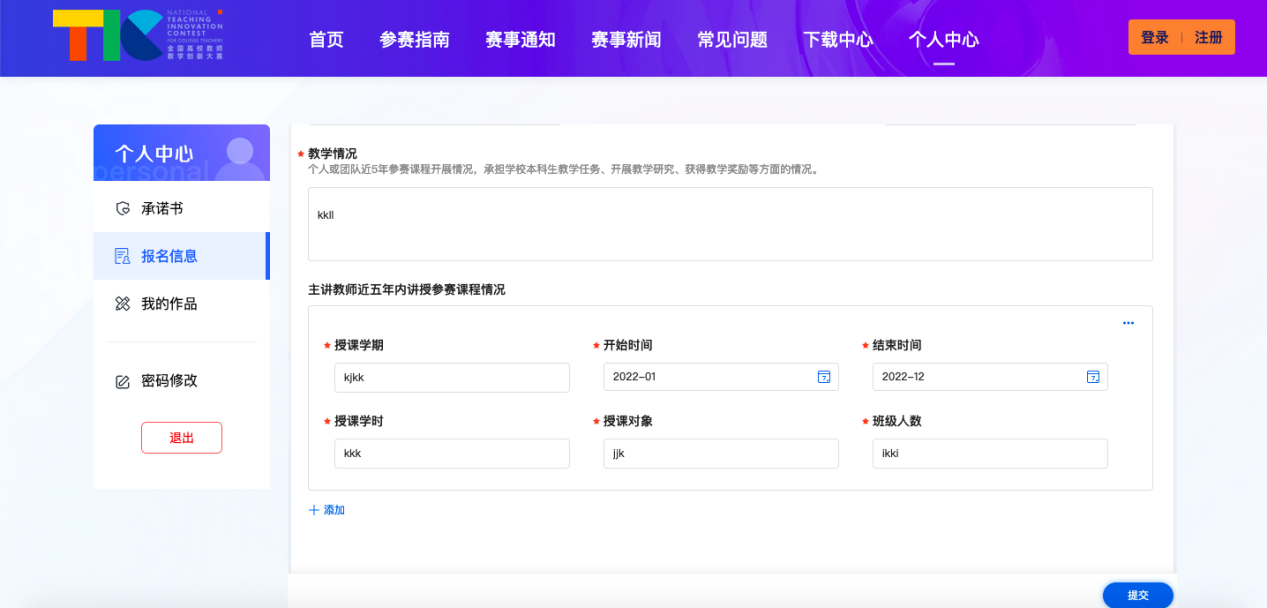 NATIONAL
TEACHING
INNOVATION
CONTEST
FOR COLLEGE TEACHERS
全国高校教师
教学创新大赛
首页 参赛指南 赛事通知 赛事新闻 常见问题 下载中心 个人中心
登录 | 注册
个人中心
personal
承诺书
报名信息
我的作品
密码修改
退出
* 教学情况
个人或团队近5年参赛课程开展情况，承担学校本科生教学任务、开展教学研究、获得教学奖励等方面的情况。
kkll
主讲教师近五年内讲授参赛课程情况
* 授课学期 * 开始时间 * 结束时间
kjkk 2022-01 2022-12
* 授课学时 * 授课对象 * 班级人数
kkk jjk ikki
+ 添加
提交